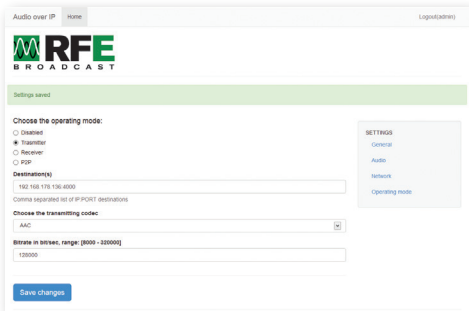 Audio over IP
Home
Logout(admin)
RFE
BROADCAST
Settings saved
Choose the operating mode:
Disabled
Trasmitter
Receiver
P2P
Destination(s)
192.168.178.136:4000
Comma separated list of IP:PORT destinations
Choose the transmitting codec
AAC
Bitrate in bit/sec, range: [8000 - 320000]
128000
Save changes
SETTINGS
General
Audio
Network
Operating mode